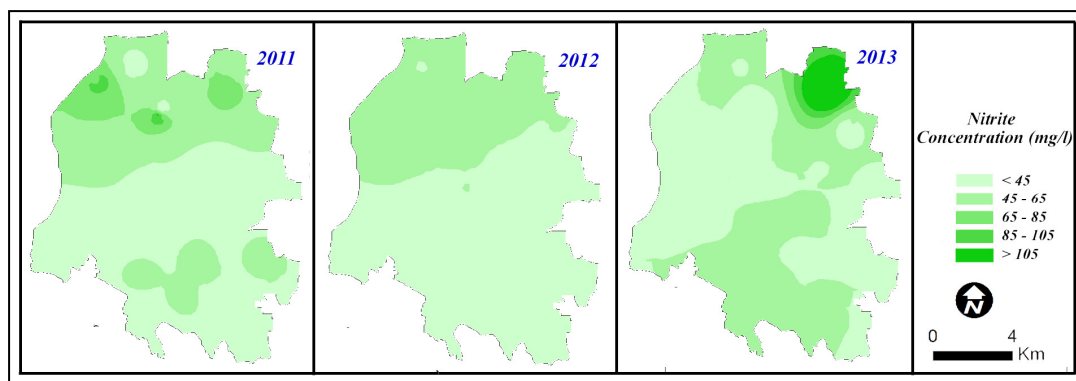 2011
2012
2013
Nitrite
Concentration (mg/l)
< 45
45 - 65
65 - 85
85 - 105
> 105
N
0 4
Km